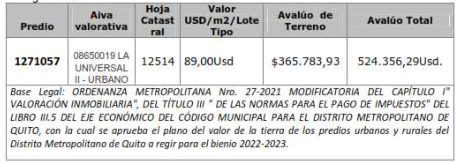 Predio
Aiva valorativa
Hoja Catast ral
Valor USD/m2/Lote Tipo
Avalúo de Terreno
Avalúo Total
1271057
08650019 LA UNIVERSAL II - URBANO
12514
89,00Usd
$365.783,93
524.356,29Usd.
Base Legal: ORDENANZA METROPOLITANA Nro. 27-2021 MODIFICATORIA DEL CAPÍTULO I"
VALORACIÓN INMOBILIARIA", DEL TÍTULO III " DE LAS NORMAS PARA EL PAGO DE IMPUESTOS" DEL
LIBRO III.5 DEL EJE ECONÓMICO DEL CÓDIGO MUNICIPAL PARA EL DISTRITO METROPOLITANO DE
QUITO, con la cual se aprueba el plano del valor de la tierra de los predios urbanos y rurales del
Distrito Metropolitano de Quito a regir para el bienio 2022-2023.